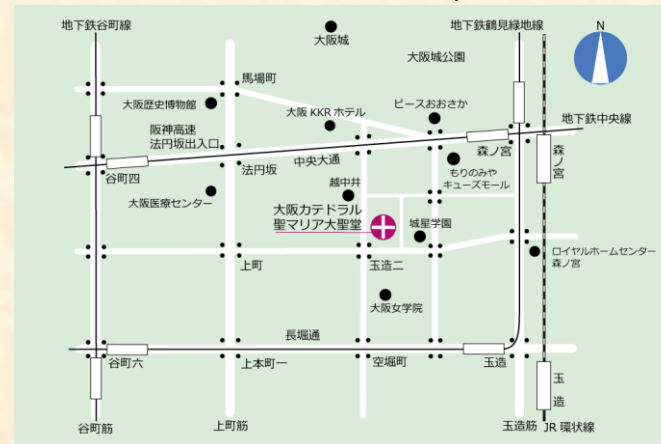 地下鉄谷町線
大阪城
地下鉄鶴見緑地線
N
大阪城公園
馬場町
大阪歴史博物館
大阪 KKR ホテル
ピースおおさか
地下鉄中央線
阪神高速
法円坂出入口
中央大通
森ノ宮
森ノ宮
谷町四
法円坂
もりのみや
キューズモール
大阪医療センター
越中井
大阪カテドラル
聖マリア大聖堂
城星学園
上町
玉造二
ロイヤルホームセンター
森ノ宮
大阪女学院
長堀通
谷町六
上本町一
空堀町
玉造
玉造
谷町筋
上町筋
玉造筋
JR 環状線